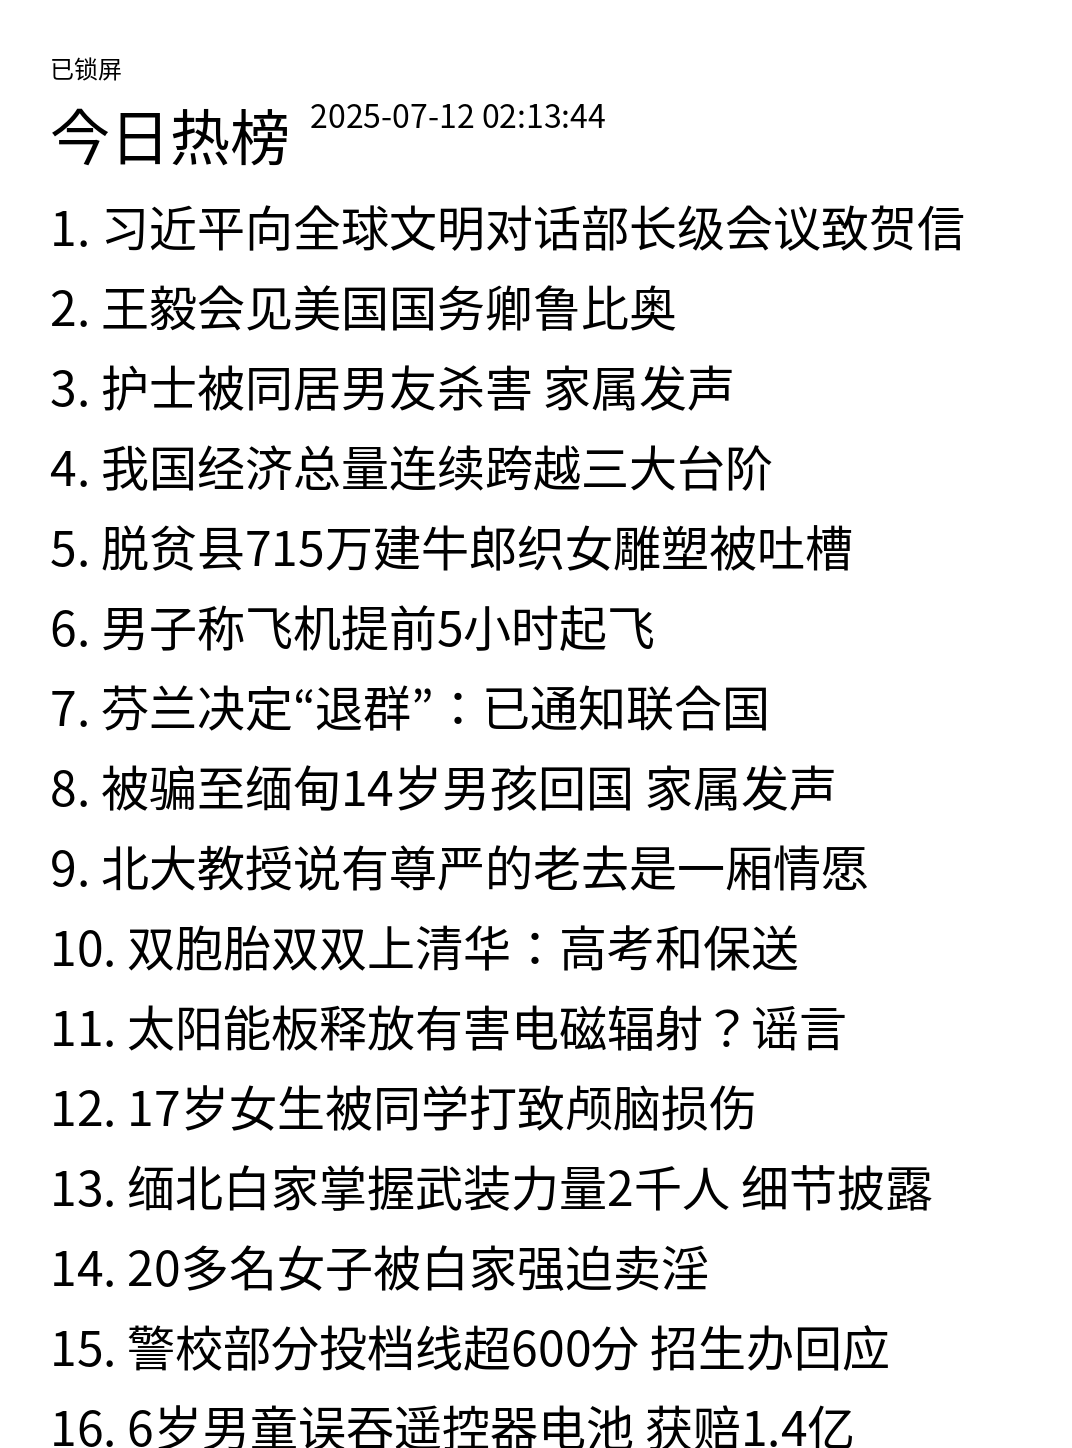 已锁屏
今日热榜 2025-07-12 02:13:44
1. 习近平向全球文明对话部长级会议致贺信
2. 王毅会见美国国务卿鲁比奥
3. 护士被同居男友杀害 家属发声
4. 我国经济总量连续跨越三大台阶
5. 脱贫县715万建牛郎织女雕塑被吐槽
6. 男子称飞机提前5小时起飞
7. 芬兰决定“退群”：已通知联合国
8. 被骗至缅甸14岁男孩回国 家属发声
9. 北大教授说有尊严的老去是一厢情愿
10. 双胞胎双双上清华：高考和保送
11. 太阳能板释放有害电磁辐射？谣言
12. 17岁女生被同学打致颅脑损伤
13. 缅北白家掌握武装力量2千人 细节披露
14. 20多名女子被白家强迫卖淫
15. 警校部分投档线超600分 招生办回应
16. 6岁男童误吞遥控器电池 获赔1.4亿